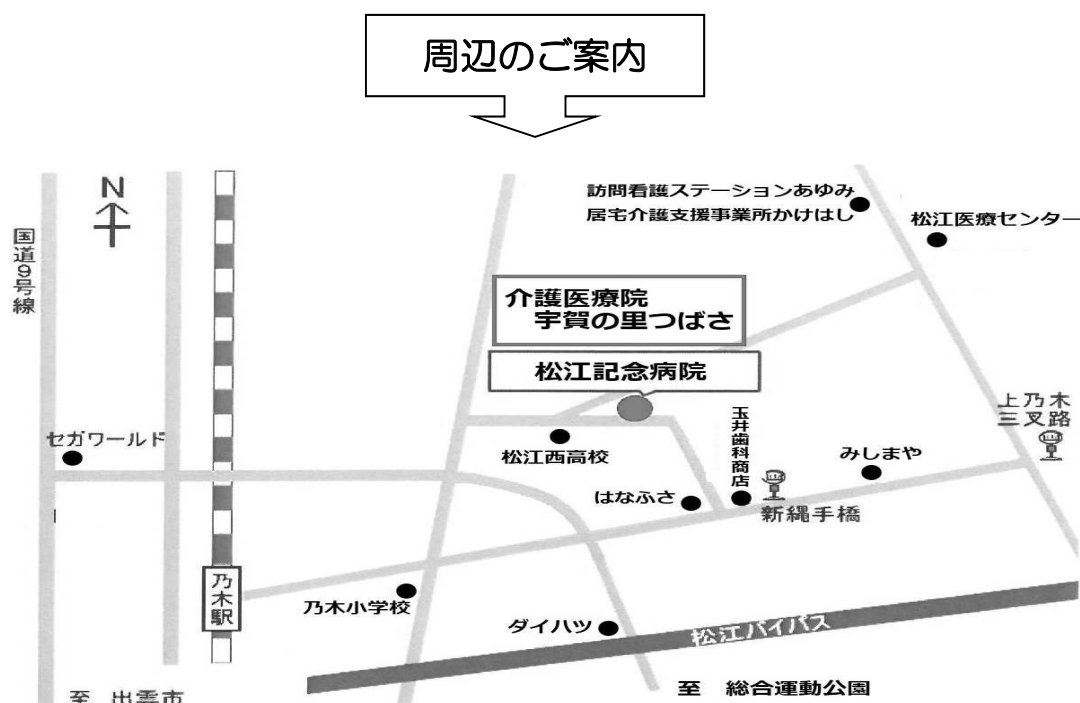 周辺のご案内
N
国道9号線
訪問看護ステーションあゆみ
居宅介護支援事業所かけはし
松江医療センター
介護医療院
宇賀の里つばさ
松江記念病院
上乃木
三叉路
玉井歯科商店
セガワールド
松江西高校
みしまや
はなふさ
新縄手橋
乃木駅
乃木小学校
ダイハツ
松江バイパス
至 総合運動公園
至 出雲市